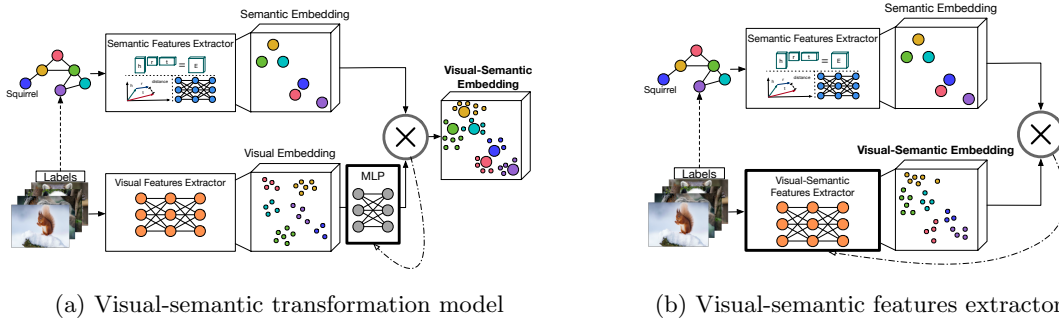 Semantic Embedding
Semantic Features Extractor
h r t = E
distance
h
r
t
Squirrel
Visual-Semantic
Embedding
Visual Embedding
Labels
Visual Features Extractor
MLP
(a) Visual-semantic transformation model
Semantic Embedding
Semantic Features Extractor
h r t = E
distance
h
r
t
Squirrel
Visual-Semantic Embedding
Labels
Visual-Semantic
Features Extractor
(b) Visual-semantic features extractor